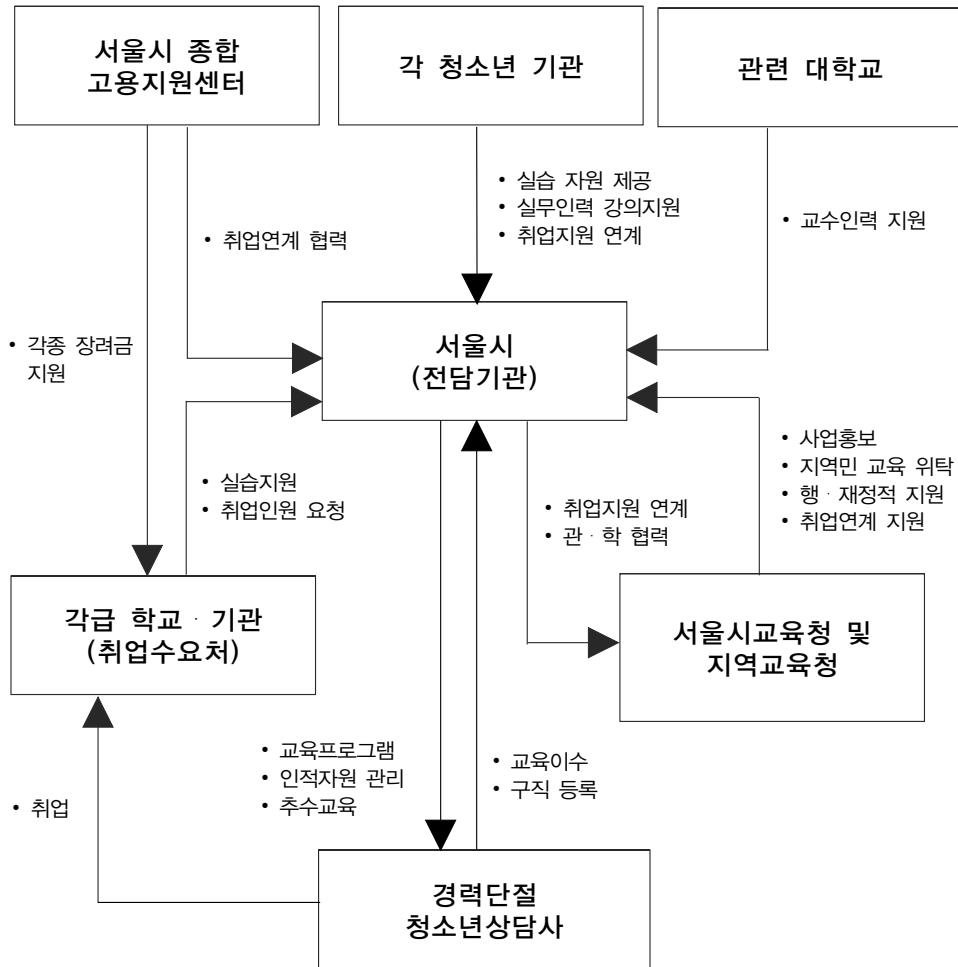 서울시 종합
고용지원센터
각 청소년 기관
관련 대학교
• 실습 자원 제공
• 실무인력 강의지원
• 취업지원 연계
• 교수인력 지원
• 취업연계 협력
• 각종 장려금
지원
서울시
(전담기관)
• 실습지원
• 취업인원 요청
• 취업지원 연계
• 관 · 학 협력
• 사업홍보
• 지역민 교육 위탁
• 행 · 재정적 지원
• 취업연계 지원
각급 학교 · 기관
(취업수요처)
서울시교육청 및
지역교육청
• 취업
• 교육프로그램
• 인적자원 관리
• 추수교육
• 교육이수
• 구직 등록
경력단절
청소년상담사